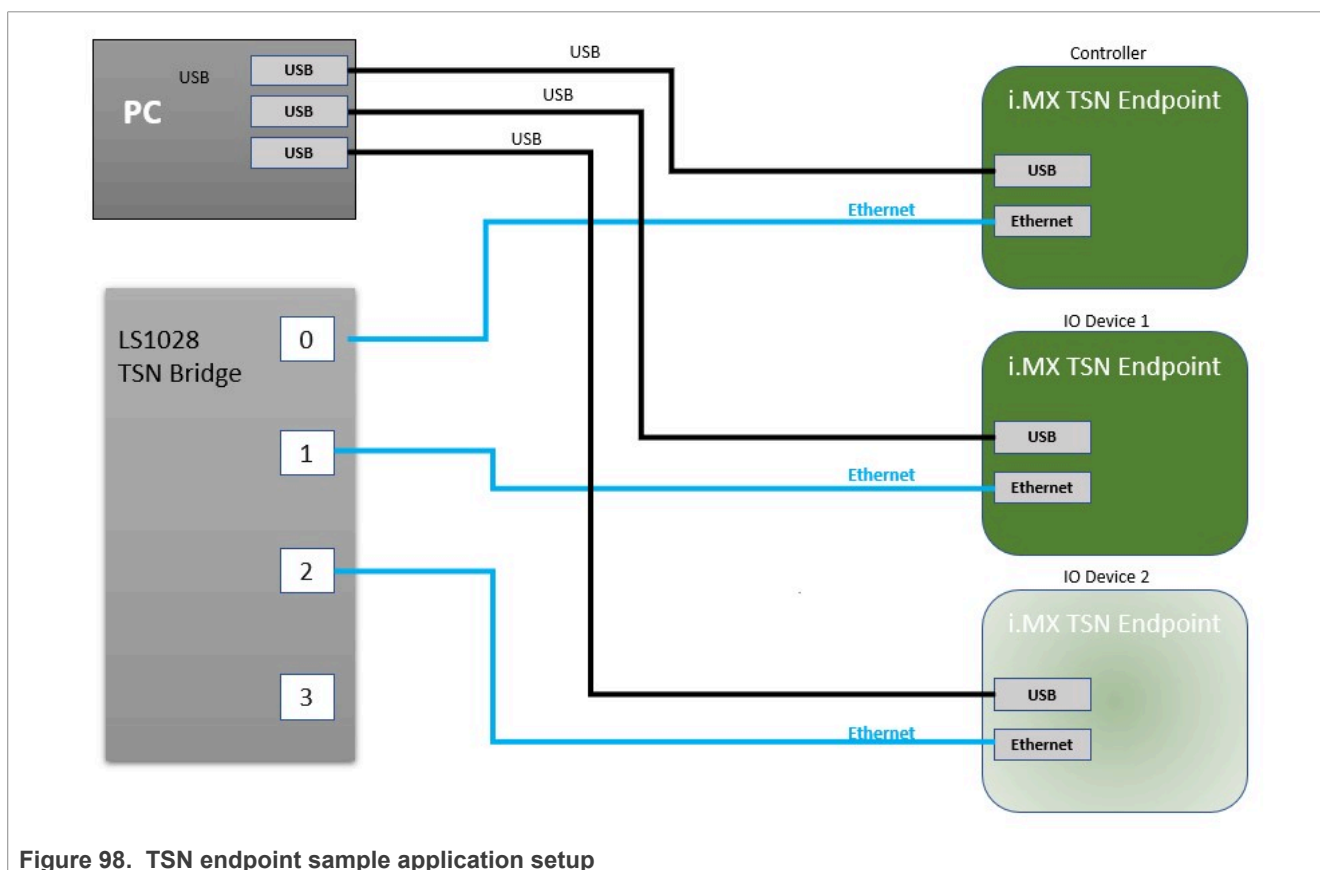 USB
PC
USB
USB
USB
USB
USB
USB
Controller
i.MX TSN Endpoint
USB
Ethernet
Ethernet
LS1028
TSN Bridge
0
1
2
3
IO Device 1
i.MX TSN Endpoint
USB
Ethernet
Ethernet
IO Device 2
i.MX TSN Endpoint
USB
Ethernet
Ethernet
Figure 98. TSN endpoint sample application setup